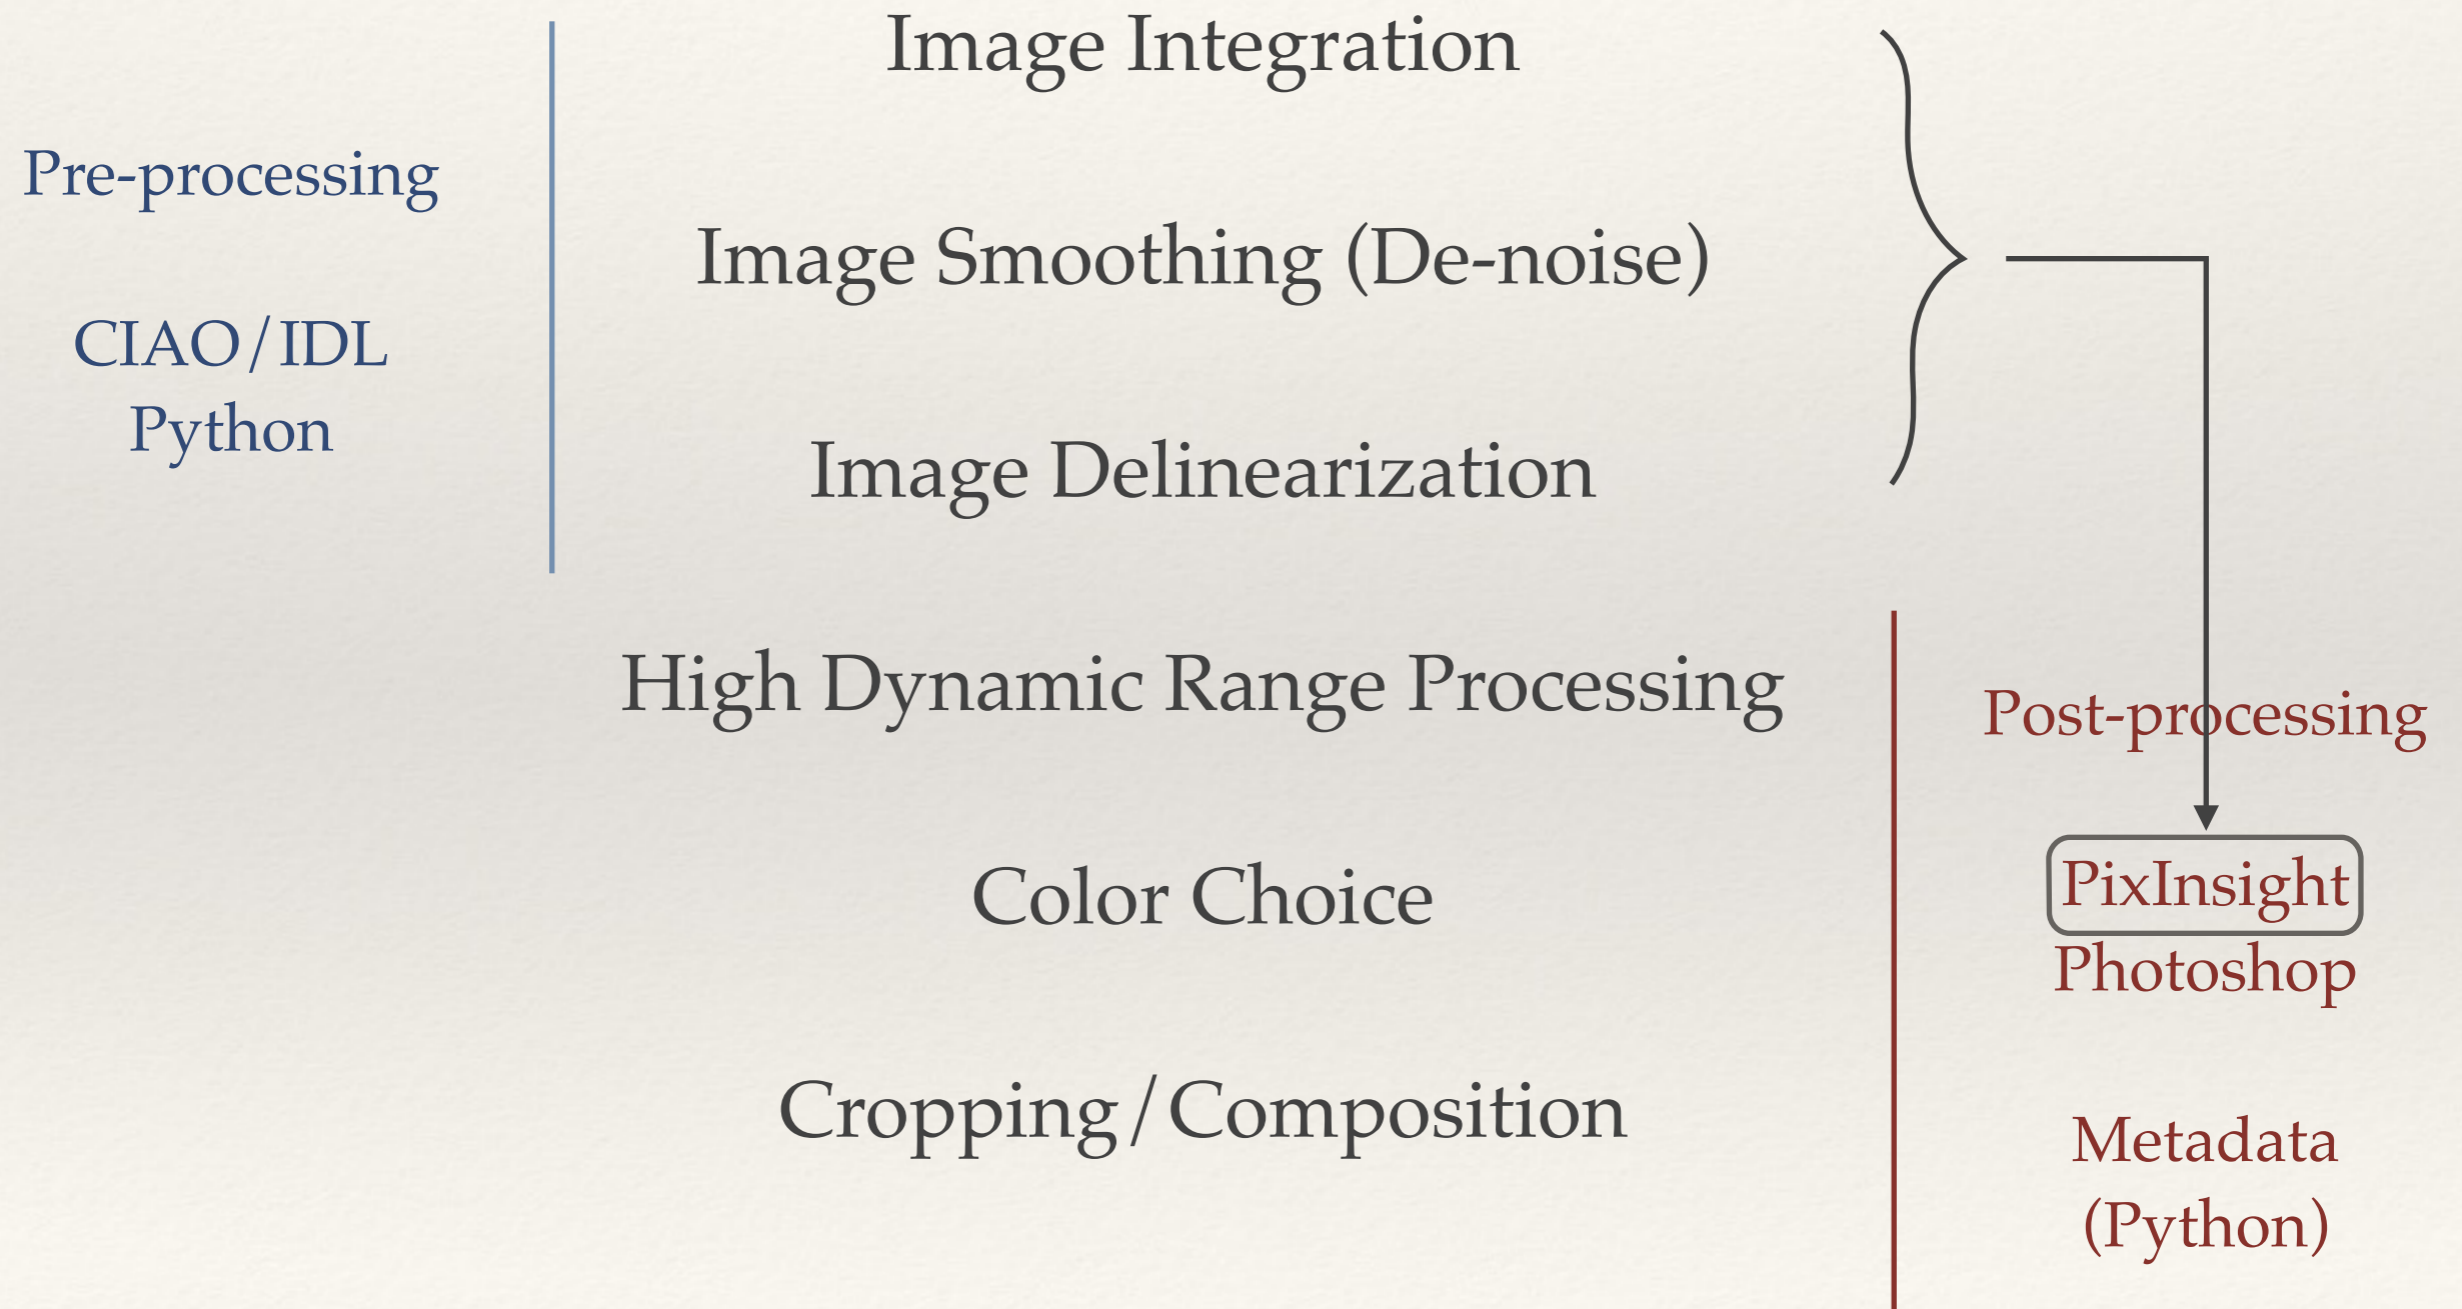 Pre-processing
CIAO/IDL
Python
Image Integration
Image Smoothing (De-noise)
Image Delinearization
High Dynamic Range Processing
Color Choice
Cropping/Composition
Post-processing
PixInsight
Photoshop
Metadata
(Python)